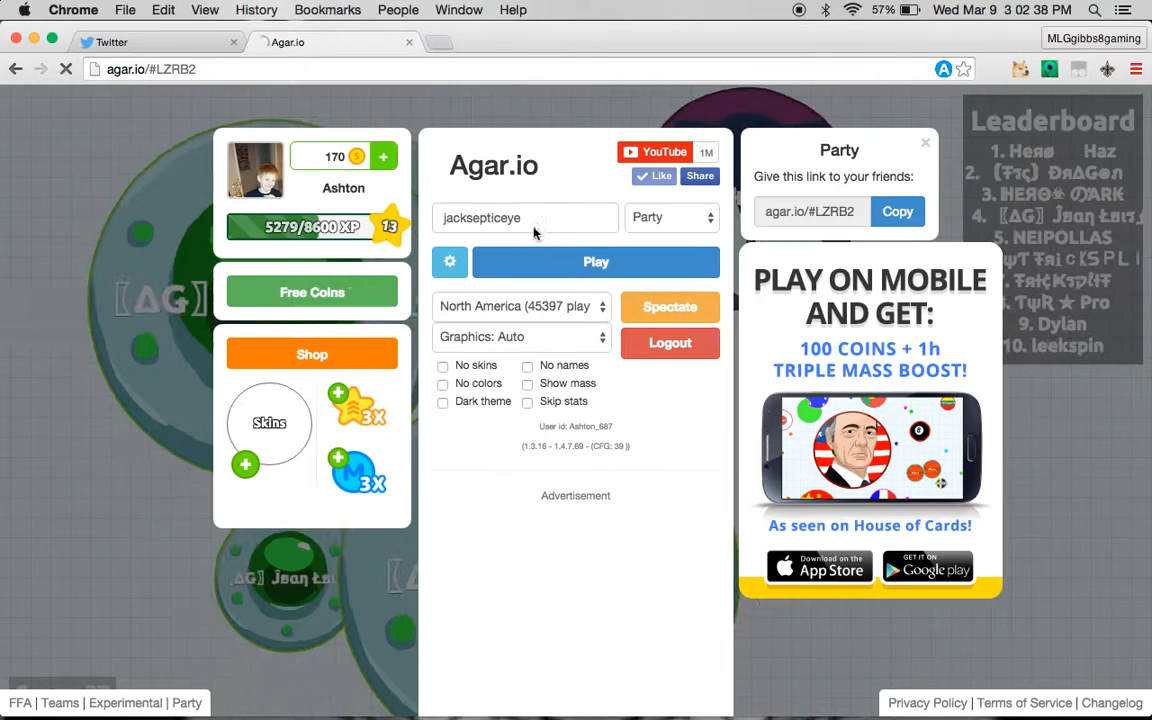 Chrome File Edit View History Bookmarks People Window Help 57% Wed Mar 9 3 02 38 PM
Twitter Agar.io MLGgibbs8gaming
agar.io/#LZRB2
170
Ashton
5279/8600 XP 13
Free Coins
Shop
Skins
3X
M 3X
Agar.io
YouTube 1M
Like Share
jacksepticeye Party
Play
North America (45397 play Spectate
Graphics: Auto Logout
No skins No names
No colors Show mass
Dark theme Skip stats
User id: Ashton_687
(1.3.16 - 1.4.7.69 - (CFG: 39 ))
Advertisement
Party
Give this link to your friends:
agar.io/#LZRB2 Copy
PLAY ON MOBILE
AND GET:
100 COINS + 1h
TRIPLE MASS BOOST!
As seen on House of Cards!
Download on the App Store
GET IT ON Google play
Leaderboard
1. Haz
5. NEIPOLLAS
8. Pro
9. Dylan
10. leekspin
FFA | Teams | Experimental | Party
Privacy Policy | Terms of Service | Changelog